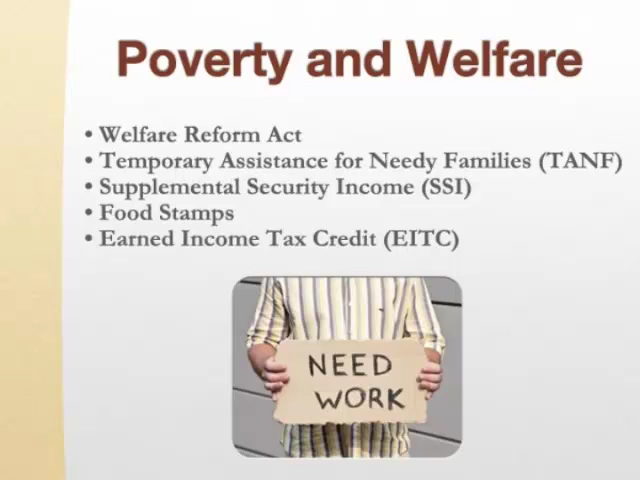 Poverty and Welfare
• Welfare Reform Act
• Temporary Assistance for Needy Families (TANF)
• Supplemental Security Income (SSI)
• Food Stamps
• Earned Income Tax Credit (EITC)
NEED
WORK